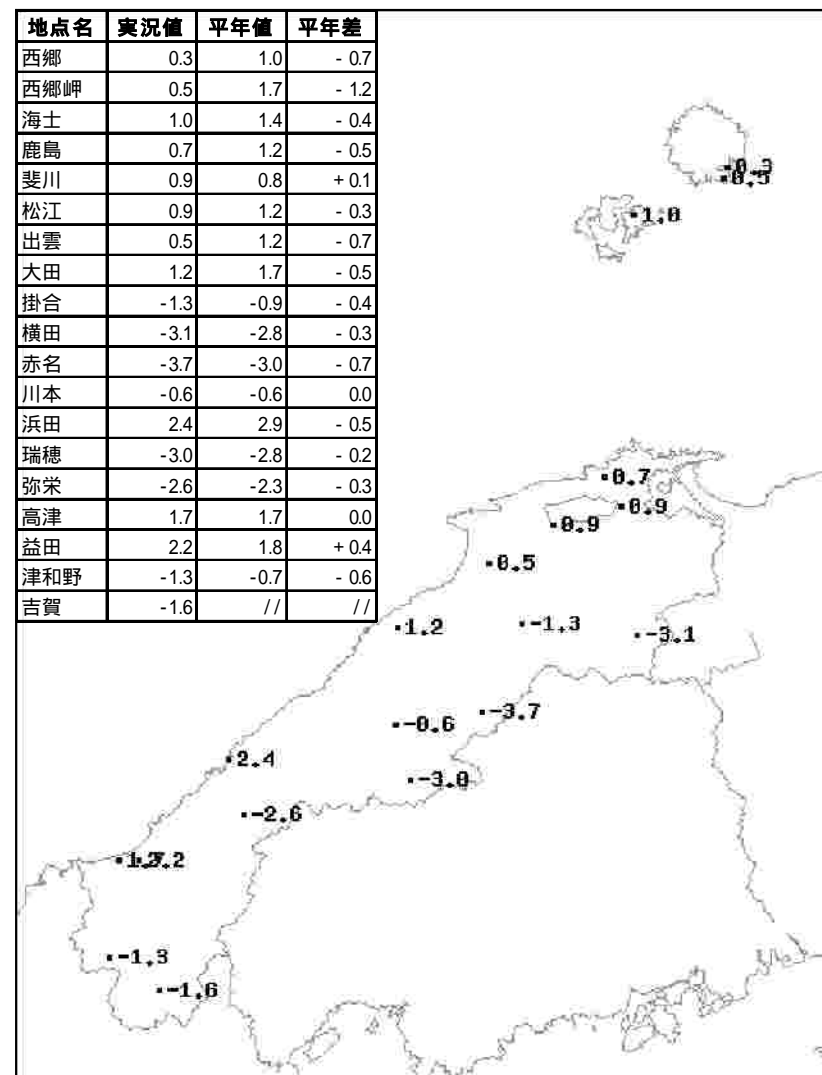 地点名 実況値 平年値 平年差
西郷 0.3 1.0 - 0.7
西郷岬 0.5 1.7 - 1.2
海士 1.0 1.4 - 0.4
鹿島 0.7 1.2 - 0.5
斐川 0.9 0.8 + 0.1
松江 0.9 1.2 - 0.3
出雲 0.5 1.2 - 0.7
大田 1.2 1.7 - 0.5
掛合 -1.3 -0.9 - 0.4
横田 -3.1 -2.8 - 0.3
赤名 -3.7 -3.0 - 0.7
川本 -0.6 -0.6 0.0
浜田 2.4 2.9 - 0.5
瑞穂 -3.0 -2.8 - 0.2
弥栄 -2.6 -2.3 - 0.3
高津 1.7 1.7 0.0
益田 2.2 1.8 + 0.4
津和野 -1.3 -0.7 - 0.6
吉賀 -1.6 // //
0.3
0.5
1.0
0.7
0.9
0.9
0.5
1.2 -1.3 -3.1
-3.7
-0.6
2.4
-3.0
-2.6
1.7 2.2
-1.3
-1.6